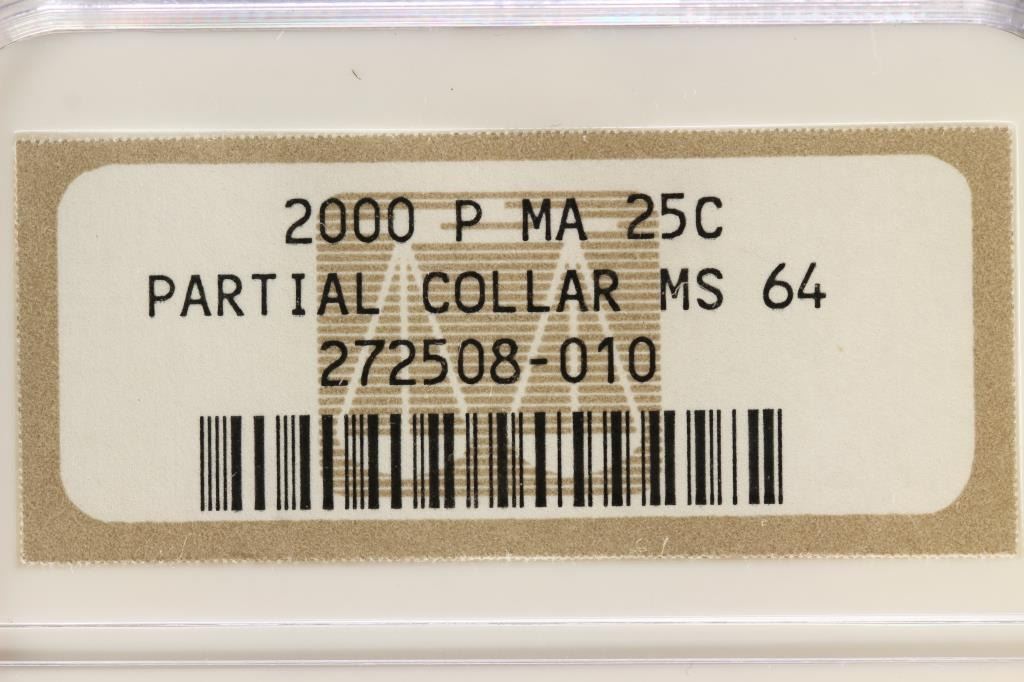 2000 P MA 25C
PARTIAL COLLAR MS 64
272508-010